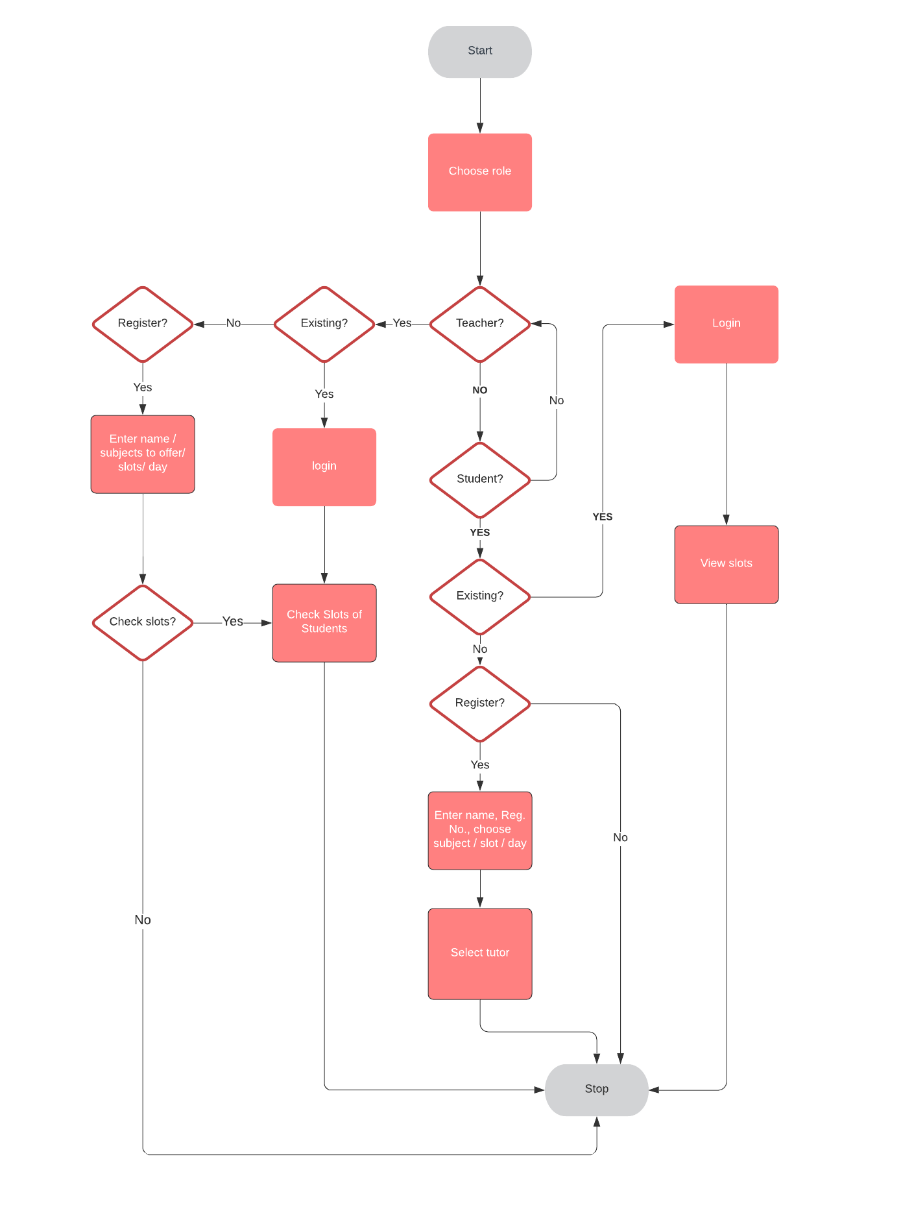 Start
Choose role
Register?
No
Existing?
Yes
Teacher?
Login
Yes
Yes
NO
No
Enter name /
subjects to offer/
slots/ day
login
Student?
YES
YES
View slots
Existing?
Check slots?
Yes
Check Slots of
Students
No
Register?
Yes
Enter name, Reg.
No., choose
subject / slot / day
No
No
Select tutor
Stop